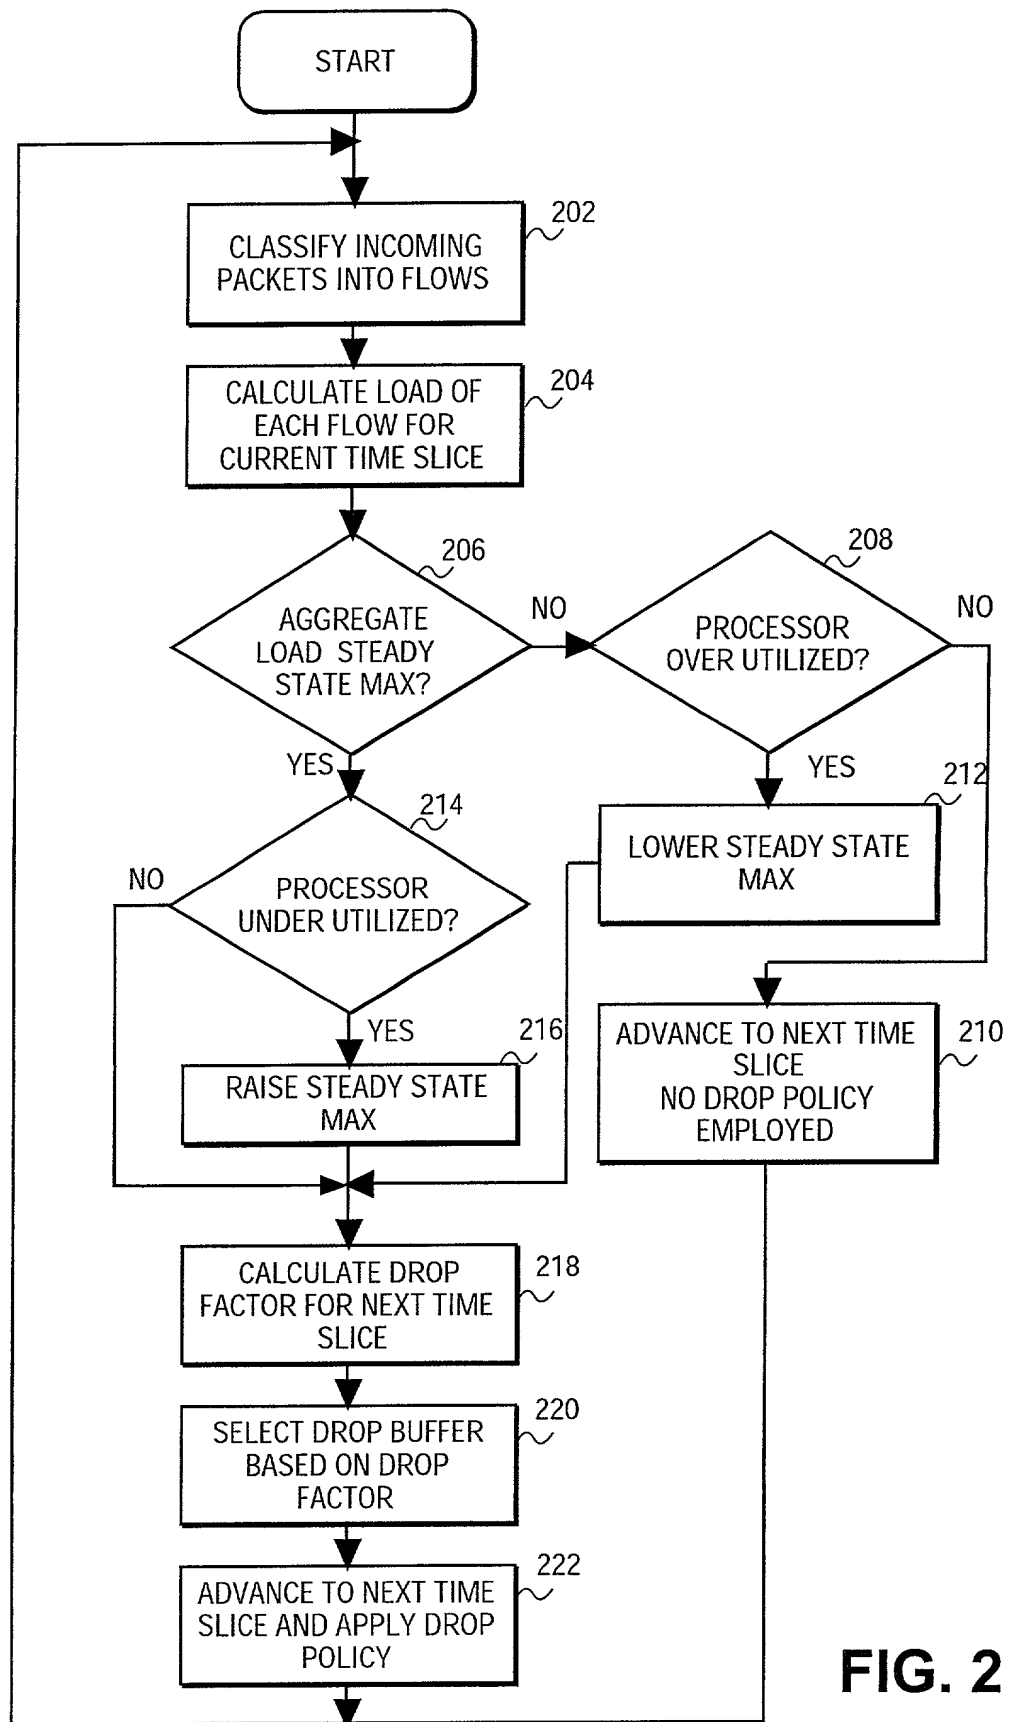 START
202
CLASSIFY INCOMING
PACKETS INTO FLOWS
204
CALCULATE LOAD OF
EACH FLOW FOR
CURRENT TIME SLICE
206
AGGREGATE
LOAD STEADY
STATE MAX?
NO
208
PROCESSOR
OVER UTILIZED?
NO
YES
YES
212
LOWER STEADY STATE
MAX
214
PROCESSOR
UNDER UTILIZED?
NO
YES
216
RAISE STEADY STATE
MAX
210
ADVANCE TO NEXT TIME
SLICE
NO DROP POLICY
EMPLOYED
218
CALCULATE DROP
FACTOR FOR NEXT TIME
SLICE
220
SELECT DROP BUFFER
BASED ON DROP
FACTOR
222
ADVANCE TO NEXT TIME
SLICE AND APPLY DROP
POLICY
FIG. 2